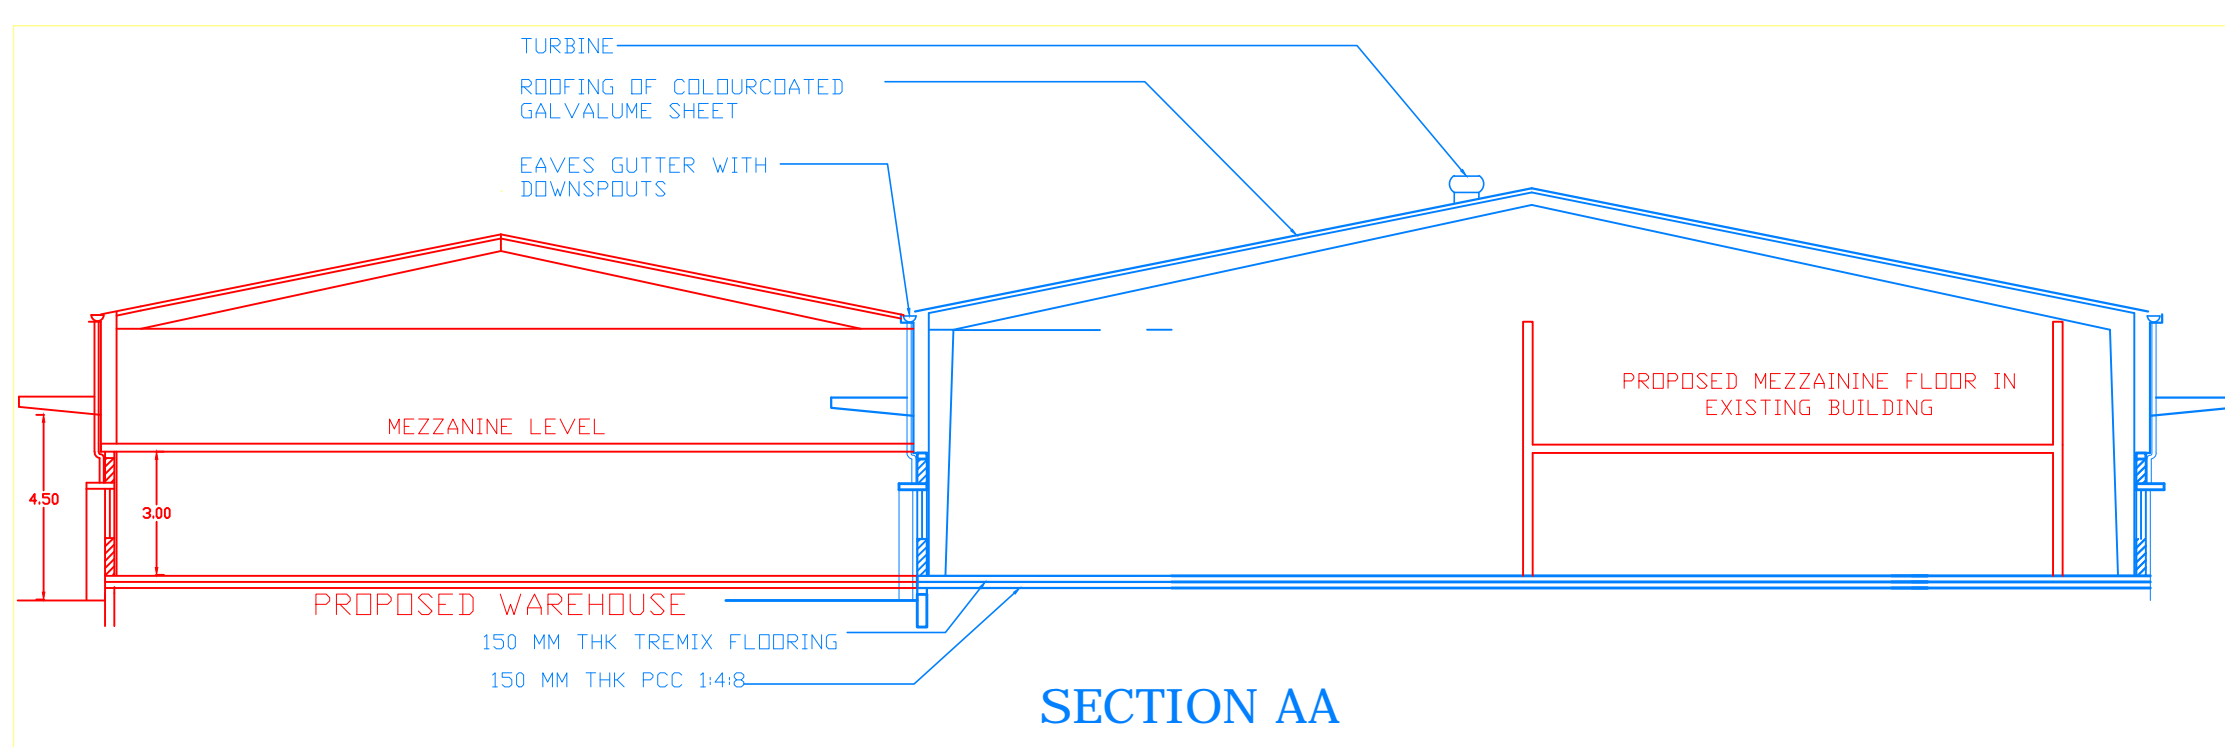 TURBINE
ROOFING OF COLOURCOATED
GALVALUME SHEET
EAVES GUTTER WITH
DOWNSPOUTS
PROPOSED MEZZAININE FLOOR IN
EXISTING BUILDING
MEZZANINE LEVEL
4.50
3.00
PROPOSED WAREHOUSE
150 MM THK TREMIX FLOORING
150 MM THK PCC 1:4:8
SECTION AA